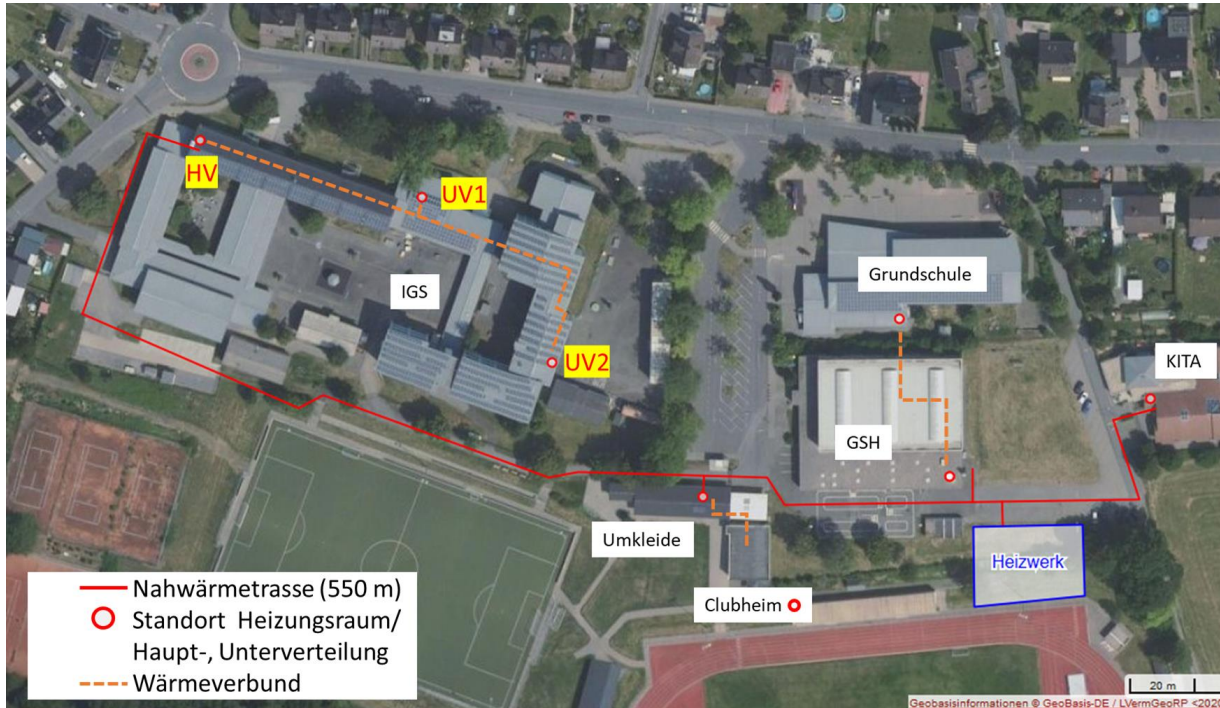 HV
UV1
IGS
UV2
Grundschule
KITA
GSH
Umkleide
Heizwerk
Clubheim
Nahwärmetrasse (550 m)
Standort Heizungsraum/
Haupt-, Unterverteilung
Wärmeverbund
20 m
Geobasisinformationen © GeoBasis-DE / LVermGeoRP <202